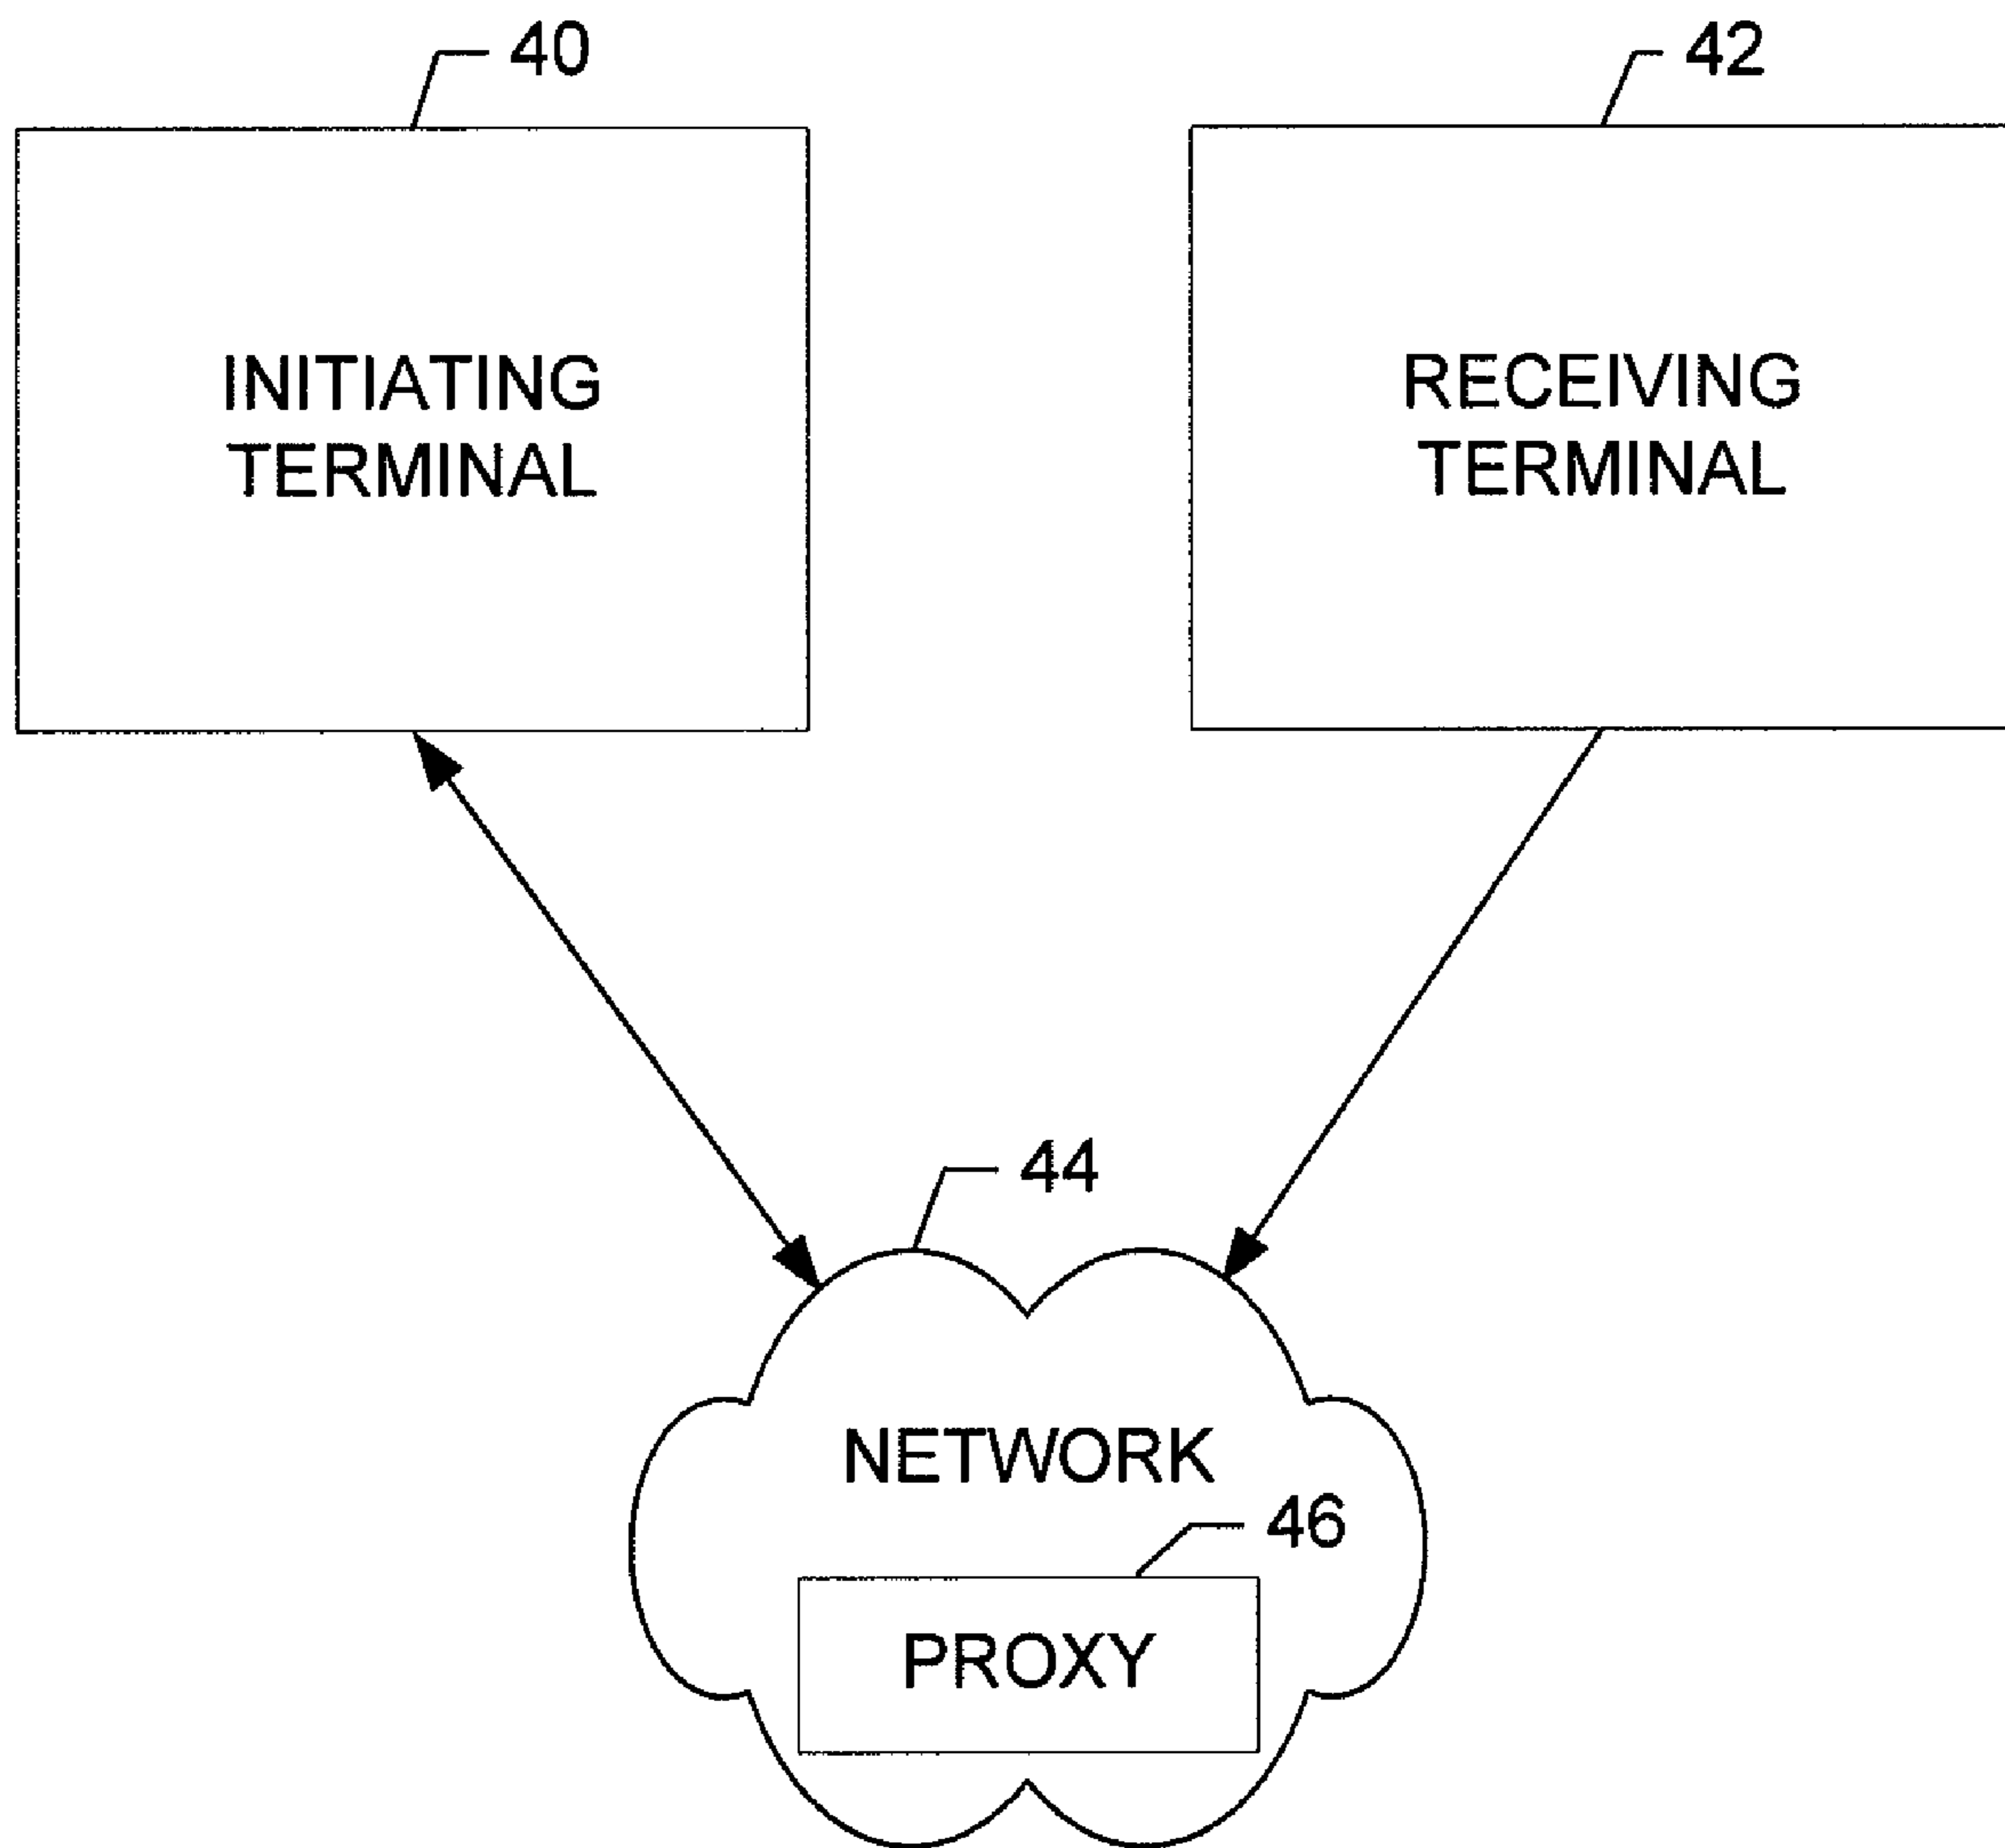 40
42
INITIATING
TERMINAL
RECEIVING
TERMINAL
44
NETWORK
46
PROXY